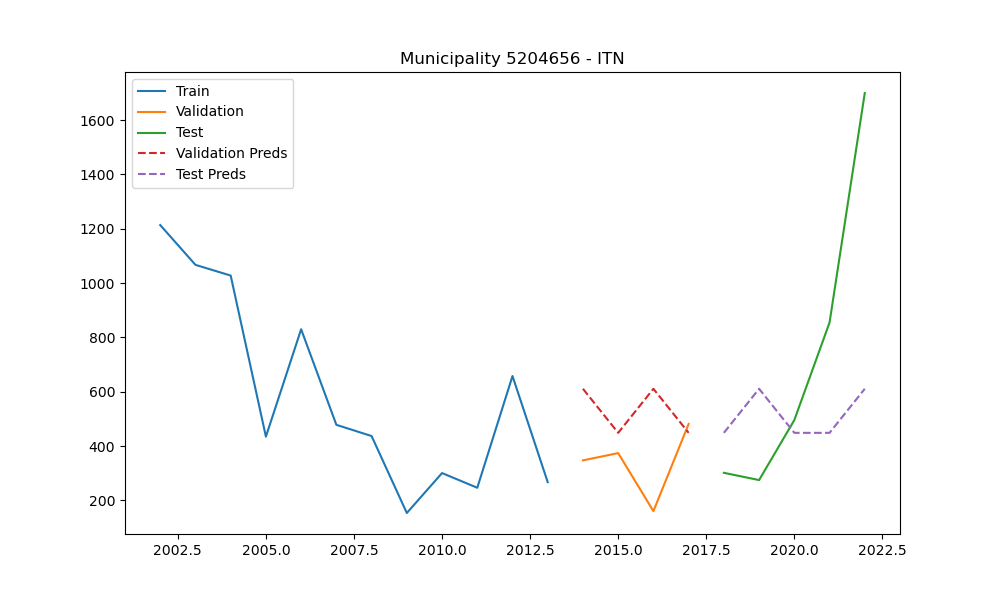 Municipality 5204656 - ITN
Train
Validation
Test
Validation Preds
Test Preds
1600
1400
1200
1000
800
600
400
200
2002.5 2005.0 2007.5 2010.0 2012.5 2015.0 2017.5 2020.0 2022.5